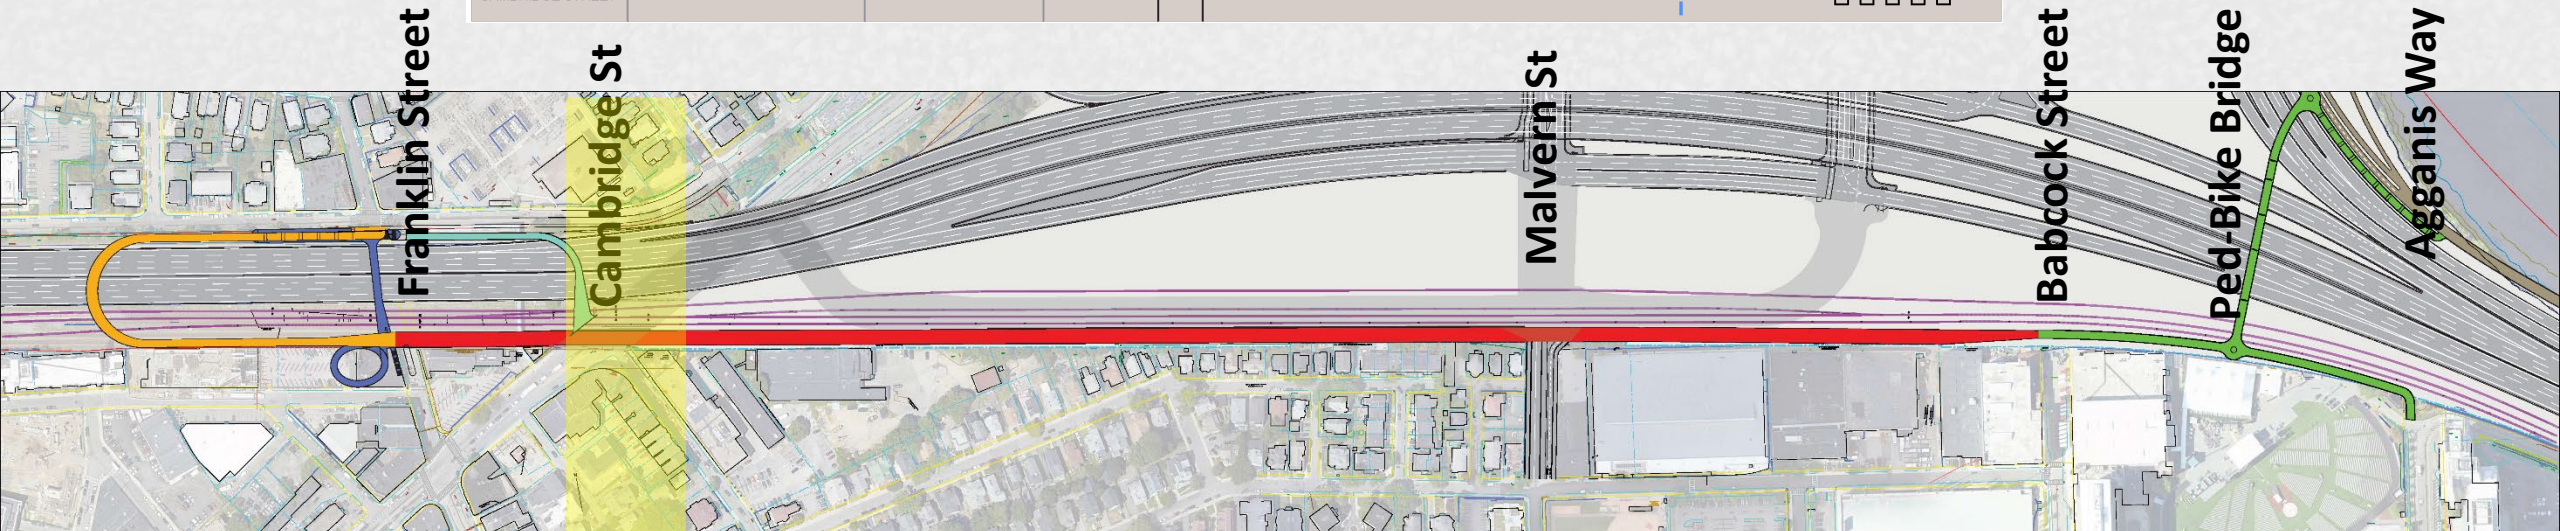 Franklin Street
Cambridge St
Malvern St
Babcock Street
Ped-Bike Bridge
Agganis Way